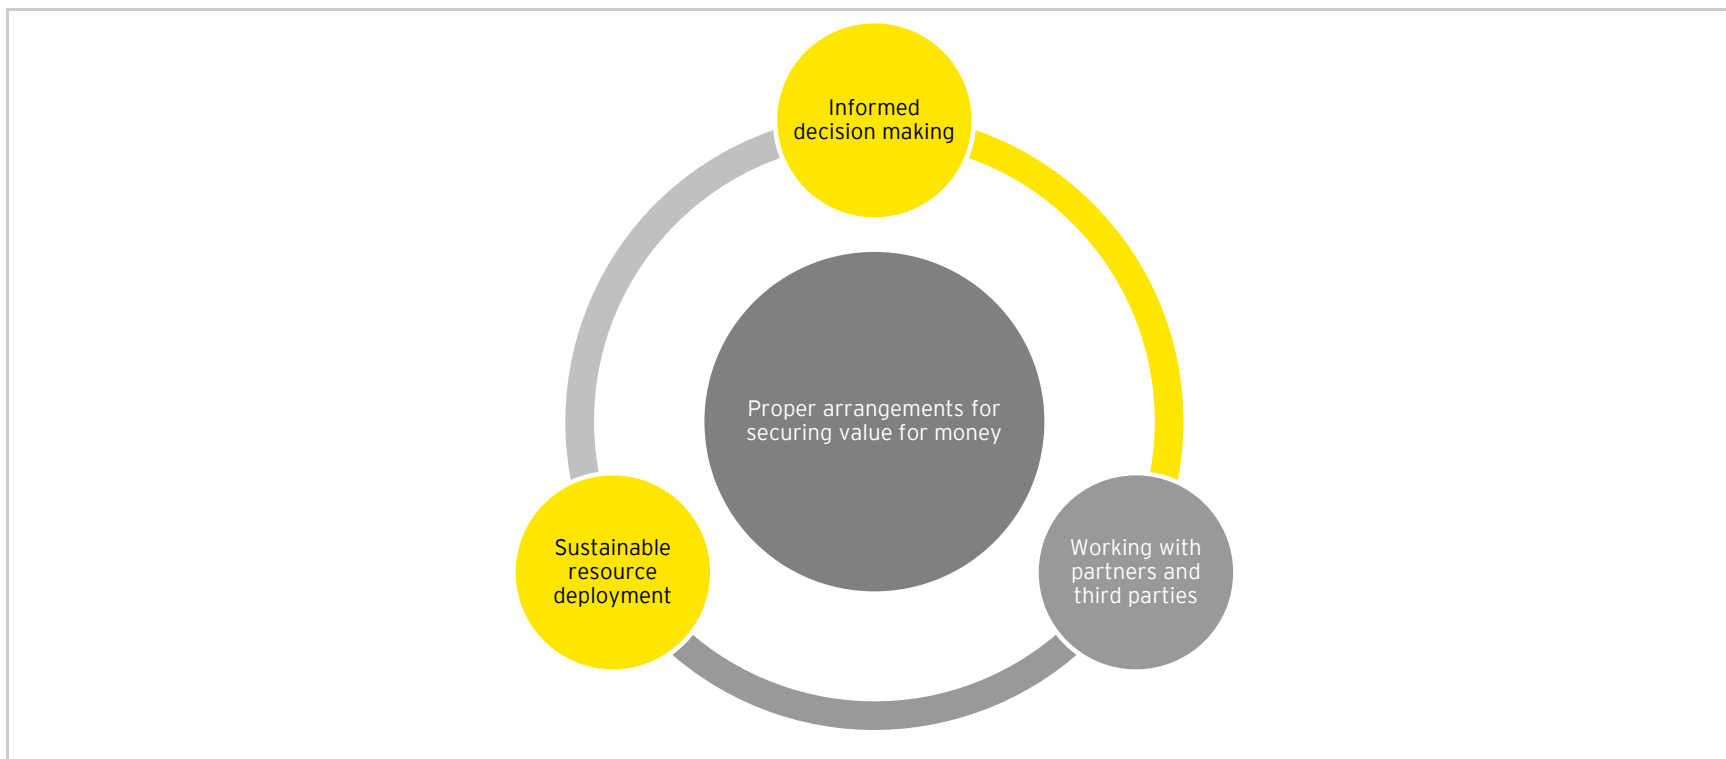 Informed
decision making
Proper arrangements for
securing value for money
Sustainable
resource
deployment
Working with
partners and
third parties